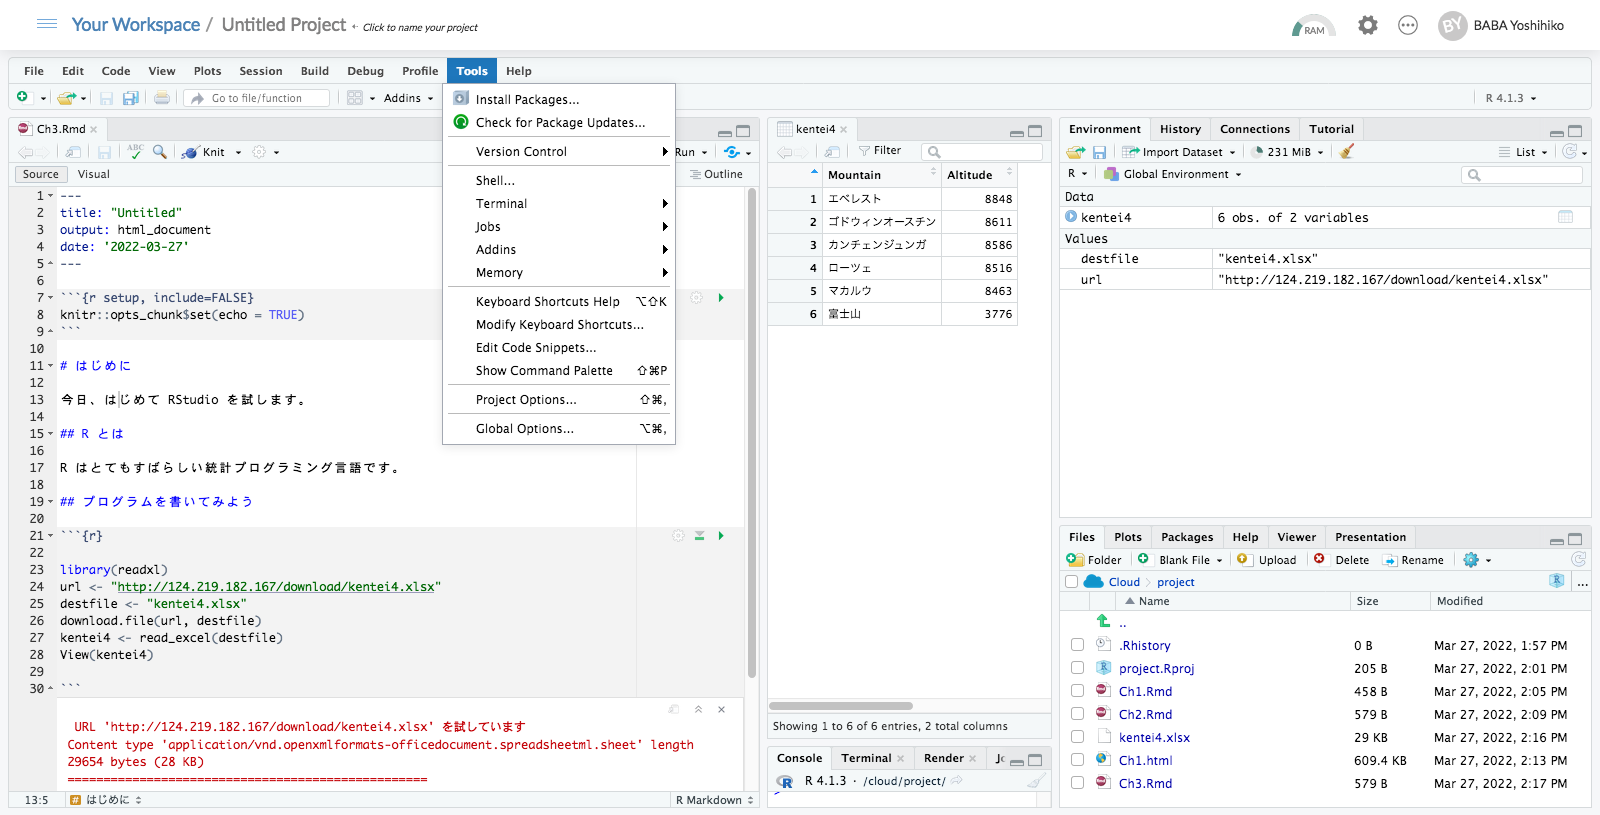 Your Workspace / Untitled Project Click to name your project
RAM
BY BABA Yoshihiko
File Edit Code View Plots Session Build Debug Profile Tools Help
Go to file/function Addins R 4.1.3
Install Packages...
Check for Package Updates...
Version Control
Shell...
Terminal
Jobs
Addins
Memory
Keyboard Shortcuts Help ⌥⇧K
Modify Keyboard Shortcuts...
Edit Code Snippets...
Show Command Palette ⇧⌘P
Project Options... ⇧⌘,
Global Options... ⌥⌘,
Ch3.Rmd
ABC Knit Run
Source Visual Outline
1 ---
2 title: "Untitled"
3 output: html_document
4 date: '2022-03-27'
5 ---
6
7 ```{r setup, include=FALSE}
8 knitr::opts_chunk$set(echo = TRUE)
9 ```
10
11 # はじめに
12
13 今日、はじめて RStudio を試します。
14
15 ## R とは
16
17 R はとてもすばらしい統計プログラミング言語です。
18
19 ## プログラムを書いてみよう
20
21 ```{r}
22
23 library(readxl)
24 url <- "http://124.219.182.167/download/kentei4.xlsx"
25 destfile <- "kentei4.xlsx"
26 download.file(url, destfile)
27 kentei4 <- read_excel(destfile)
28 View(kentei4)
29
30 ```
URL 'http://124.219.182.167/download/kentei4.xlsx' を試しています
Content type 'application/vnd.openxmlformats-officedocument.spreadsheetml.sheet' length
29654 bytes (28 KB)
==================================================
13:5 # はじめに R Markdown
kentei4
Filter
Mountain Altitude
1 エベレスト 8848
2 ゴドウィンオースチン 8611
3 カンチェンジュンガ 8586
4 ローツェ 8516
5 マカルウ 8463
6 富士山 3776
Showing 1 to 6 of 6 entries, 2 total columns
Console Terminal Render
R R 4.1.3 · /cloud/project/
>
Environment History Connections Tutorial
Import Dataset 231 MiB List
R Global Environment
Data
kentei4 6 obs. of 2 variables
Values
destfile "kentei4.xlsx"
url "http://124.219.182.167/download/kentei4.xlsx"
Files Plots Packages Help Viewer Presentation
Folder Blank File Upload Delete Rename
Cloud project R ...
Name Size Modified
..
.Rhistory 0 B Mar 27, 2022, 1:57 PM
project.Rproj 205 B Mar 27, 2022, 2:01 PM
Ch1.Rmd 458 B Mar 27, 2022, 2:05 PM
Ch2.Rmd 579 B Mar 27, 2022, 2:09 PM
kentei4.xlsx 29 KB Mar 27, 2022, 2:16 PM
Ch1.html 609.4 KB Mar 27, 2022, 2:13 PM
Ch3.Rmd 579 B Mar 27, 2022, 2:17 PM